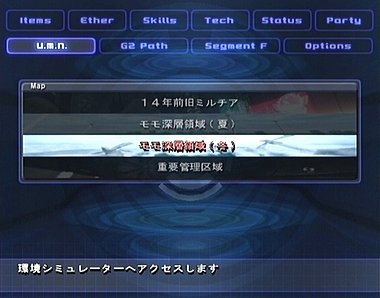 Items Ether Skills Tech Status Party
u.m.n. G2 Path Segment F Options
Map
14年前旧ミルチア
モモ深層領域(夏)
モモ深層領域(冬)
重要管理区域
環境シミュレーターへアクセスします